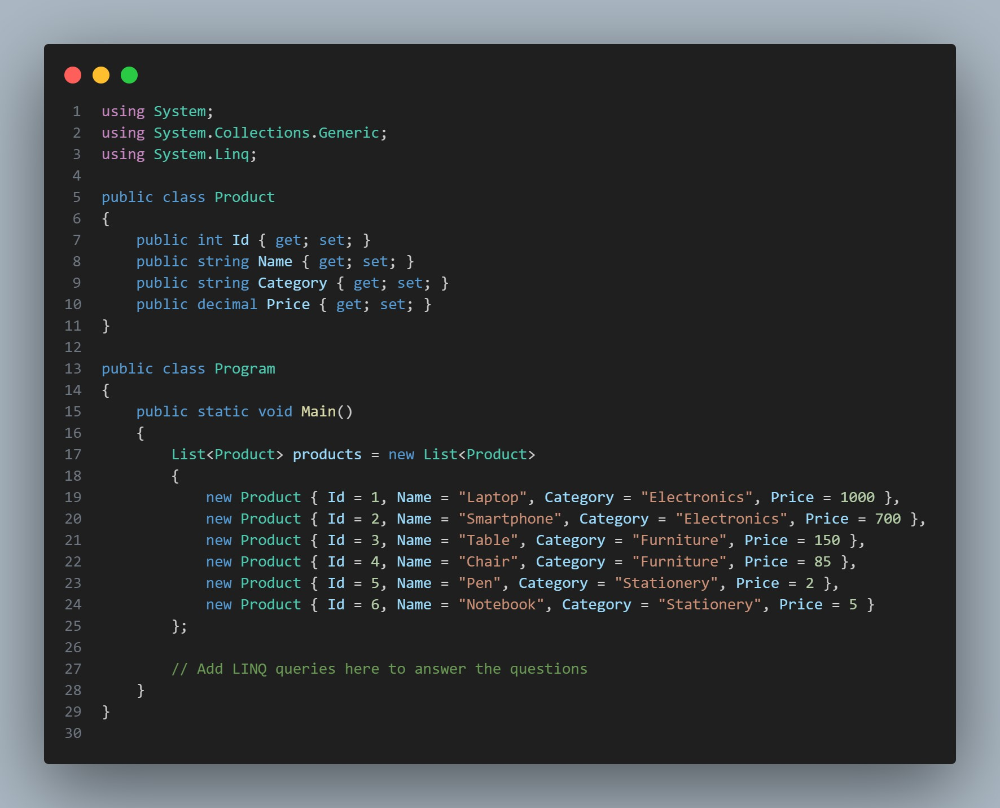 1 using System;
2 using System.Collections.Generic;
3 using System.Linq;
4
5 public class Product
6 {
7     public int Id { get; set; }
8     public string Name { get; set; }
9     public string Category { get; set; }
10     public decimal Price { get; set; }
11 }
12
13 public class Program
14 {
15     public static void Main()
16     {
17         List<Product> products = new List<Product>
18         {
19             new Product { Id = 1, Name = "Laptop", Category = "Electronics", Price = 1000 },
20             new Product { Id = 2, Name = "Smartphone", Category = "Electronics", Price = 700 },
21             new Product { Id = 3, Name = "Table", Category = "Furniture", Price = 150 },
22             new Product { Id = 4, Name = "Chair", Category = "Furniture", Price = 85 },
23             new Product { Id = 5, Name = "Pen", Category = "Stationery", Price = 2 },
24             new Product { Id = 6, Name = "Notebook", Category = "Stationery", Price = 5 }
25         };
26
27         // Add LINQ queries here to answer the questions
28     }
29 }
30